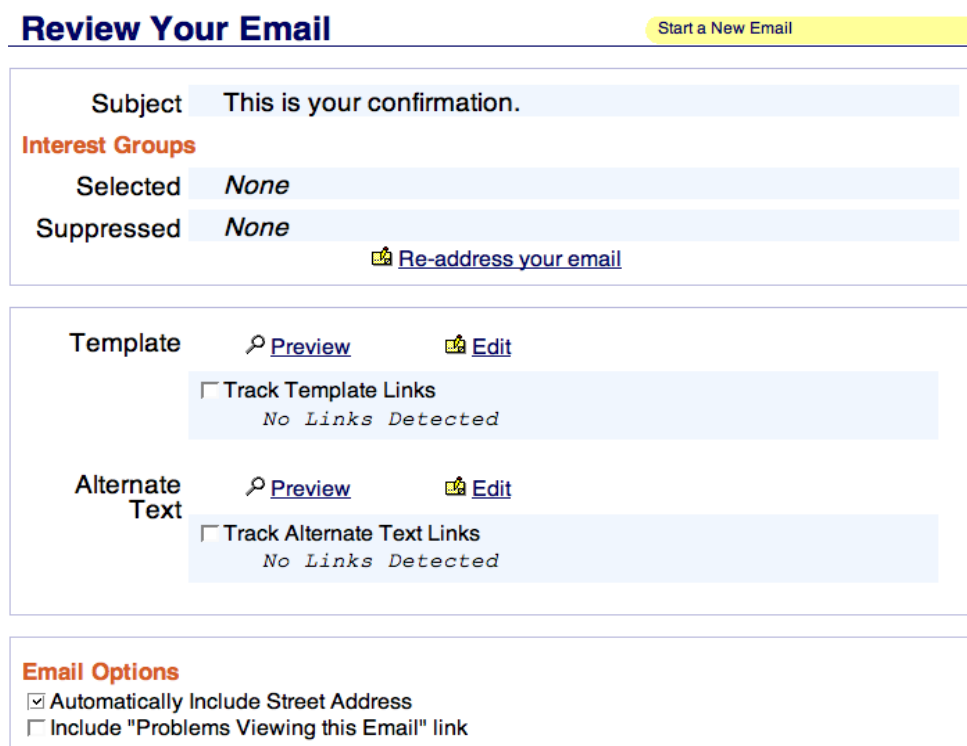 Review Your Email
Start a New Email
Subject This is your confirmation.
Interest Groups
Selected None
Suppressed None
Re-address your email
Template Preview Edit
Track Template Links
No Links Detected
Alternate Text Preview Edit
Track Alternate Text Links
No Links Detected
Email Options
Automatically Include Street Address
Include "Problems Viewing this Email" link